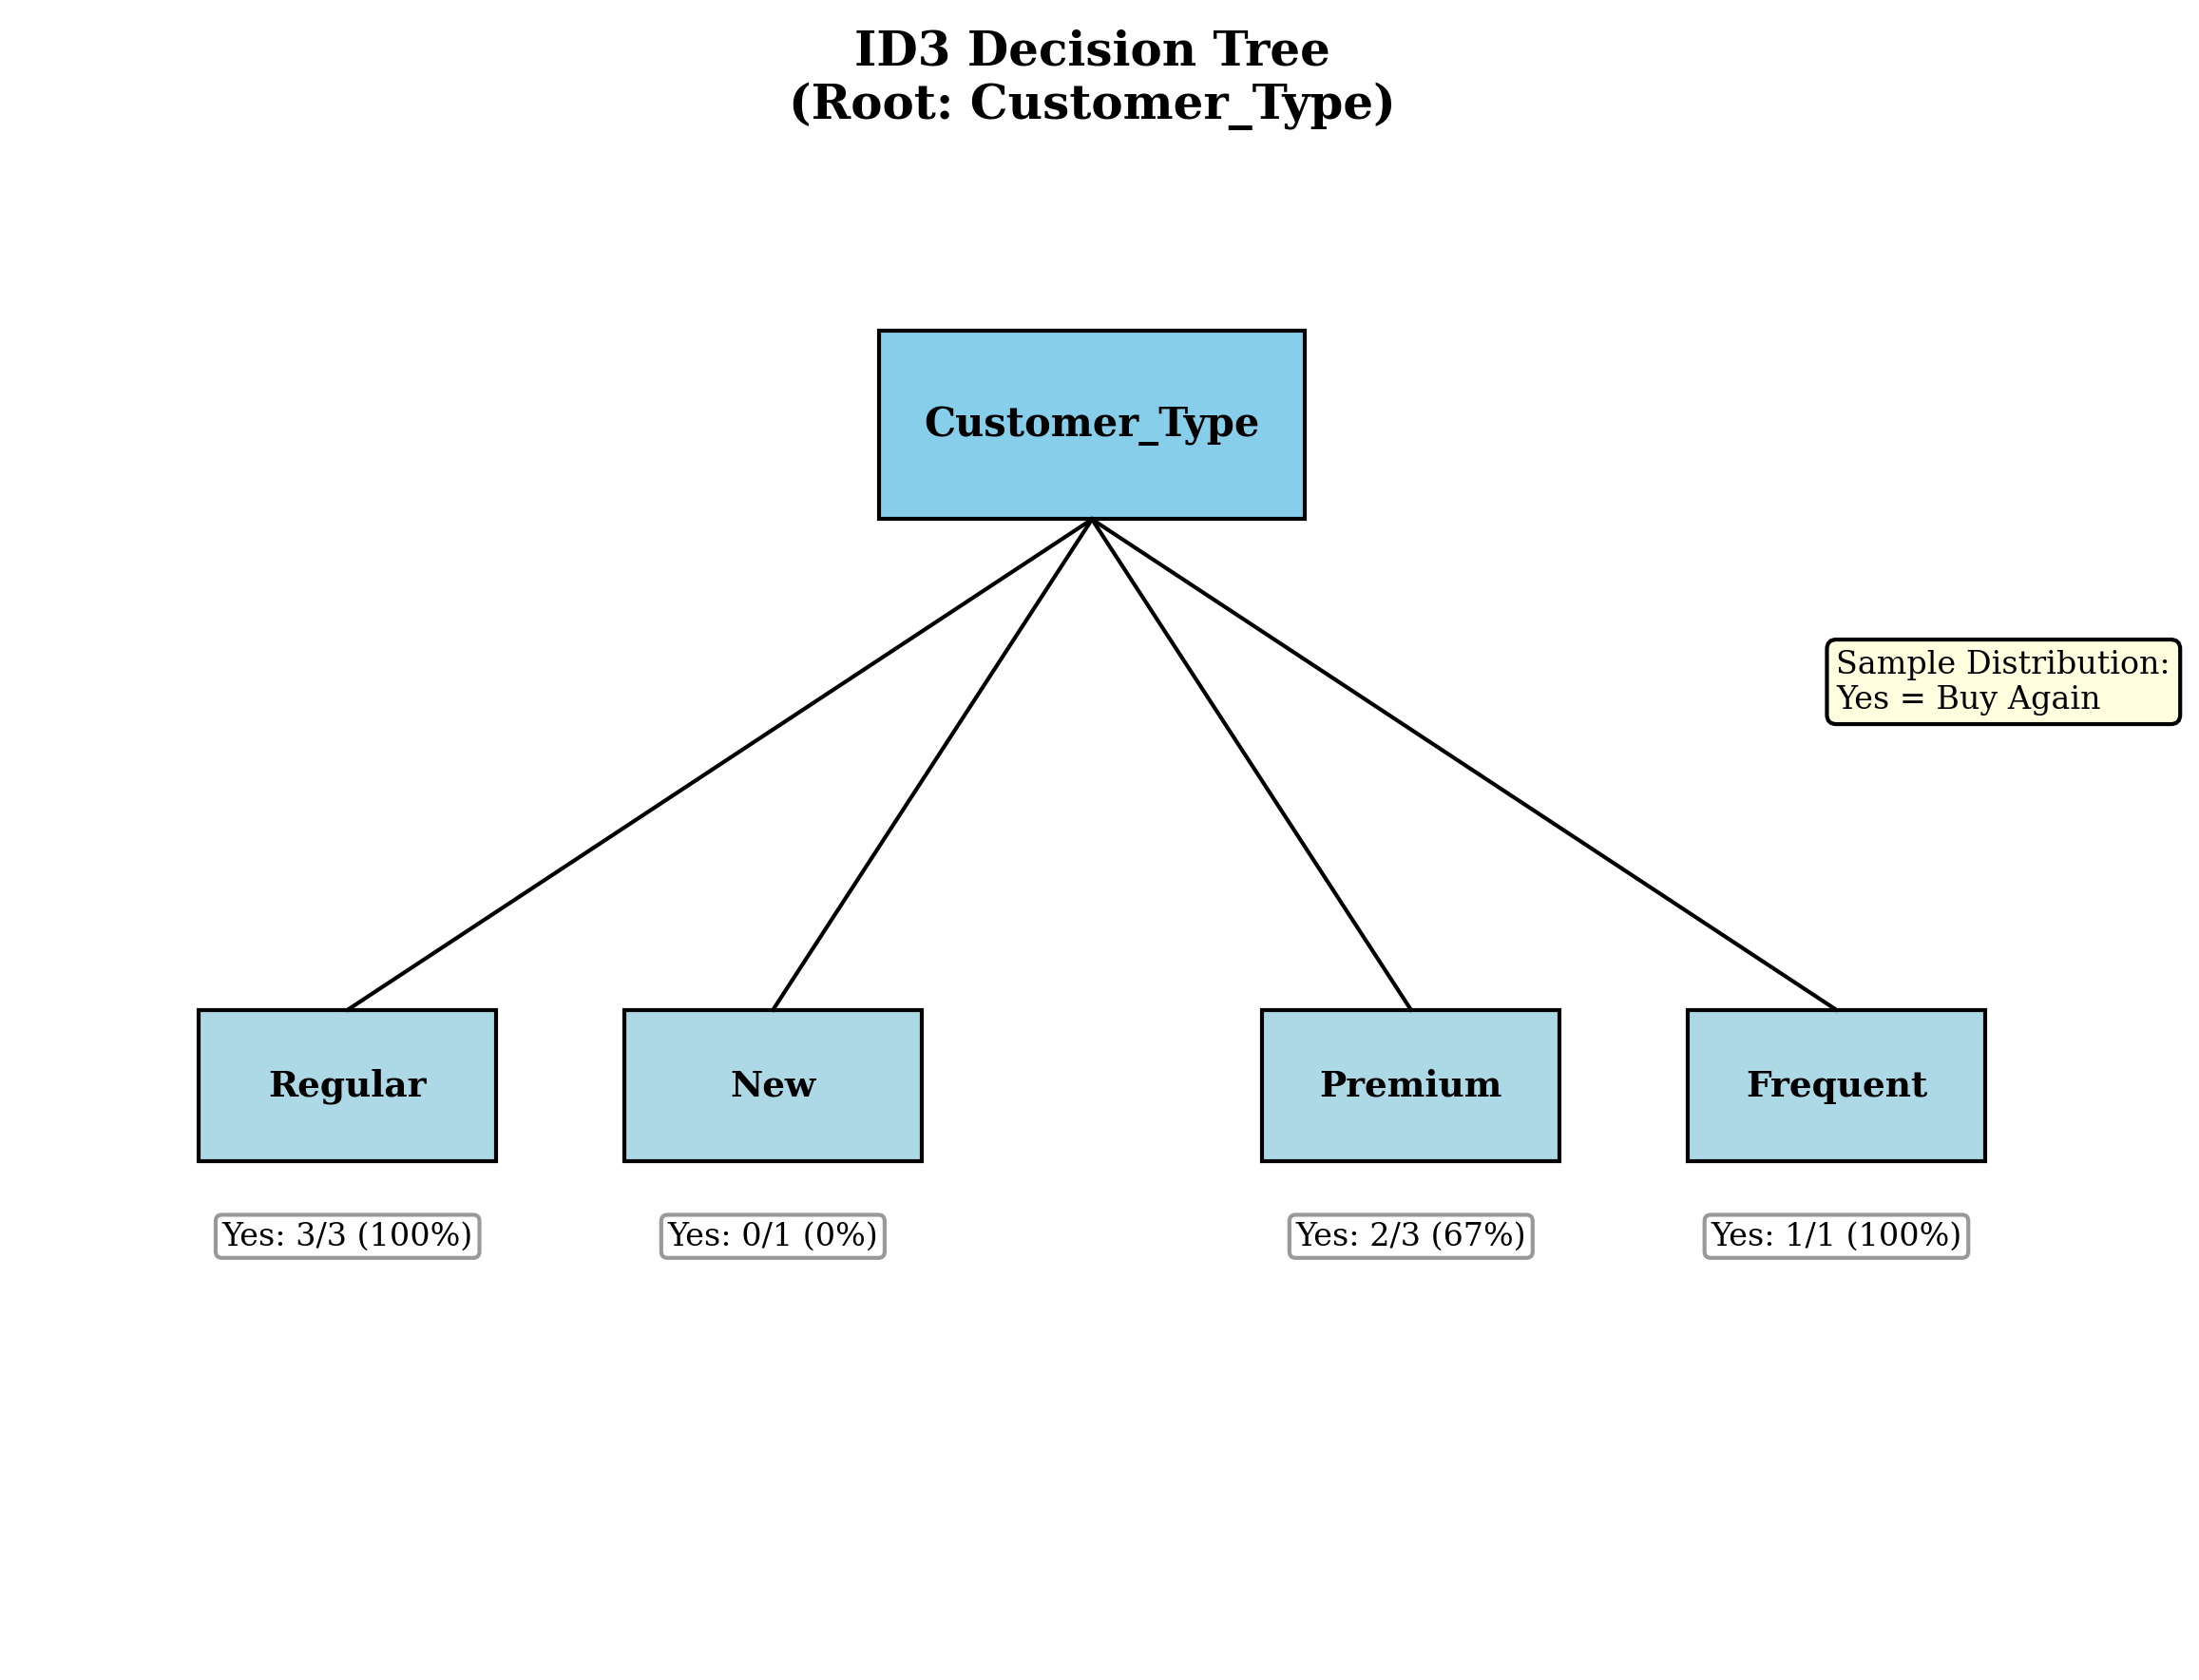 ID3 Decision Tree
(Root: Customer_Type)
Customer_Type
Sample Distribution:
Yes = Buy Again
Regular
New
Premium
Frequent
Yes: 3/3 (100%)
Yes: 0/1 (0%)
Yes: 2/3 (67%)
Yes: 1/1 (100%)